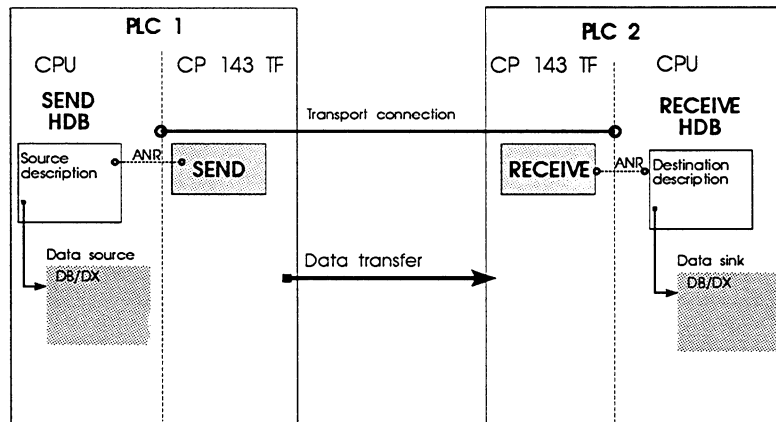 PLC 1
PLC 2
CPU
CP 143 TF
CP 143 TF
CPU
SEND
HDB
RECEIVE
HDB
Transport connection
Source
description
ANR
SEND
RECEIVE
ANR
Destination
description
Data source
DB/DX
Data transfer
Data sink
DB/DX